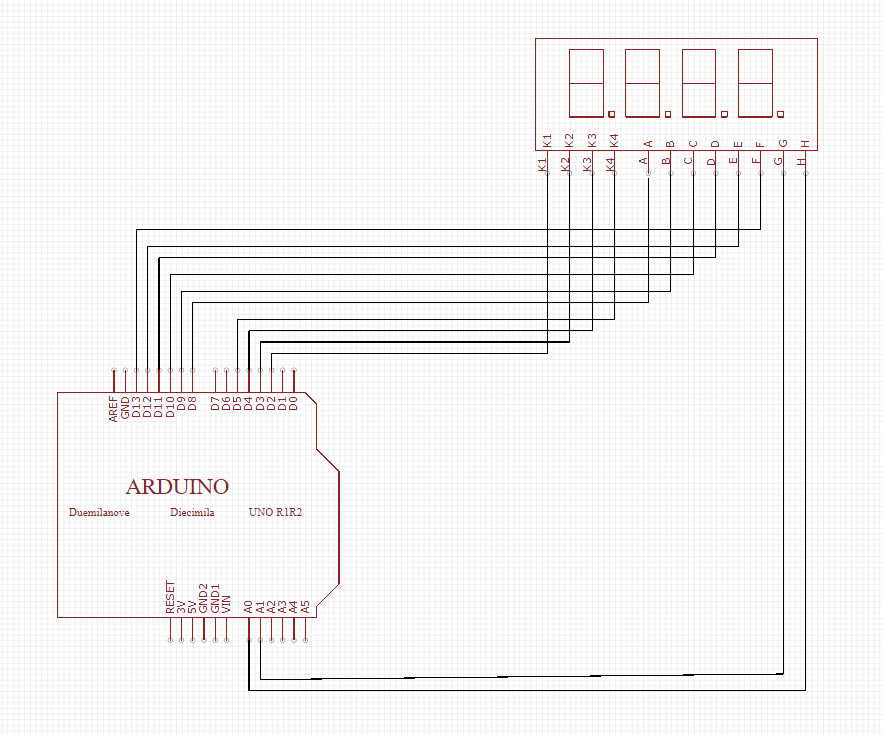 K1 K2 K3 K4 A B C D E F G H
K1 K2 K3 K4 A B C D E F G H
AREF GND D13 D12 D11 D10 D9 D8 D7 D6 D5 D4 D3 D2 D1 D0
ARDUINO
Duemilanove Diecimila UNO R1R2
RESET 3V 5V GND2 GND1 VIN A0 A1 A2 A3 A4 A5